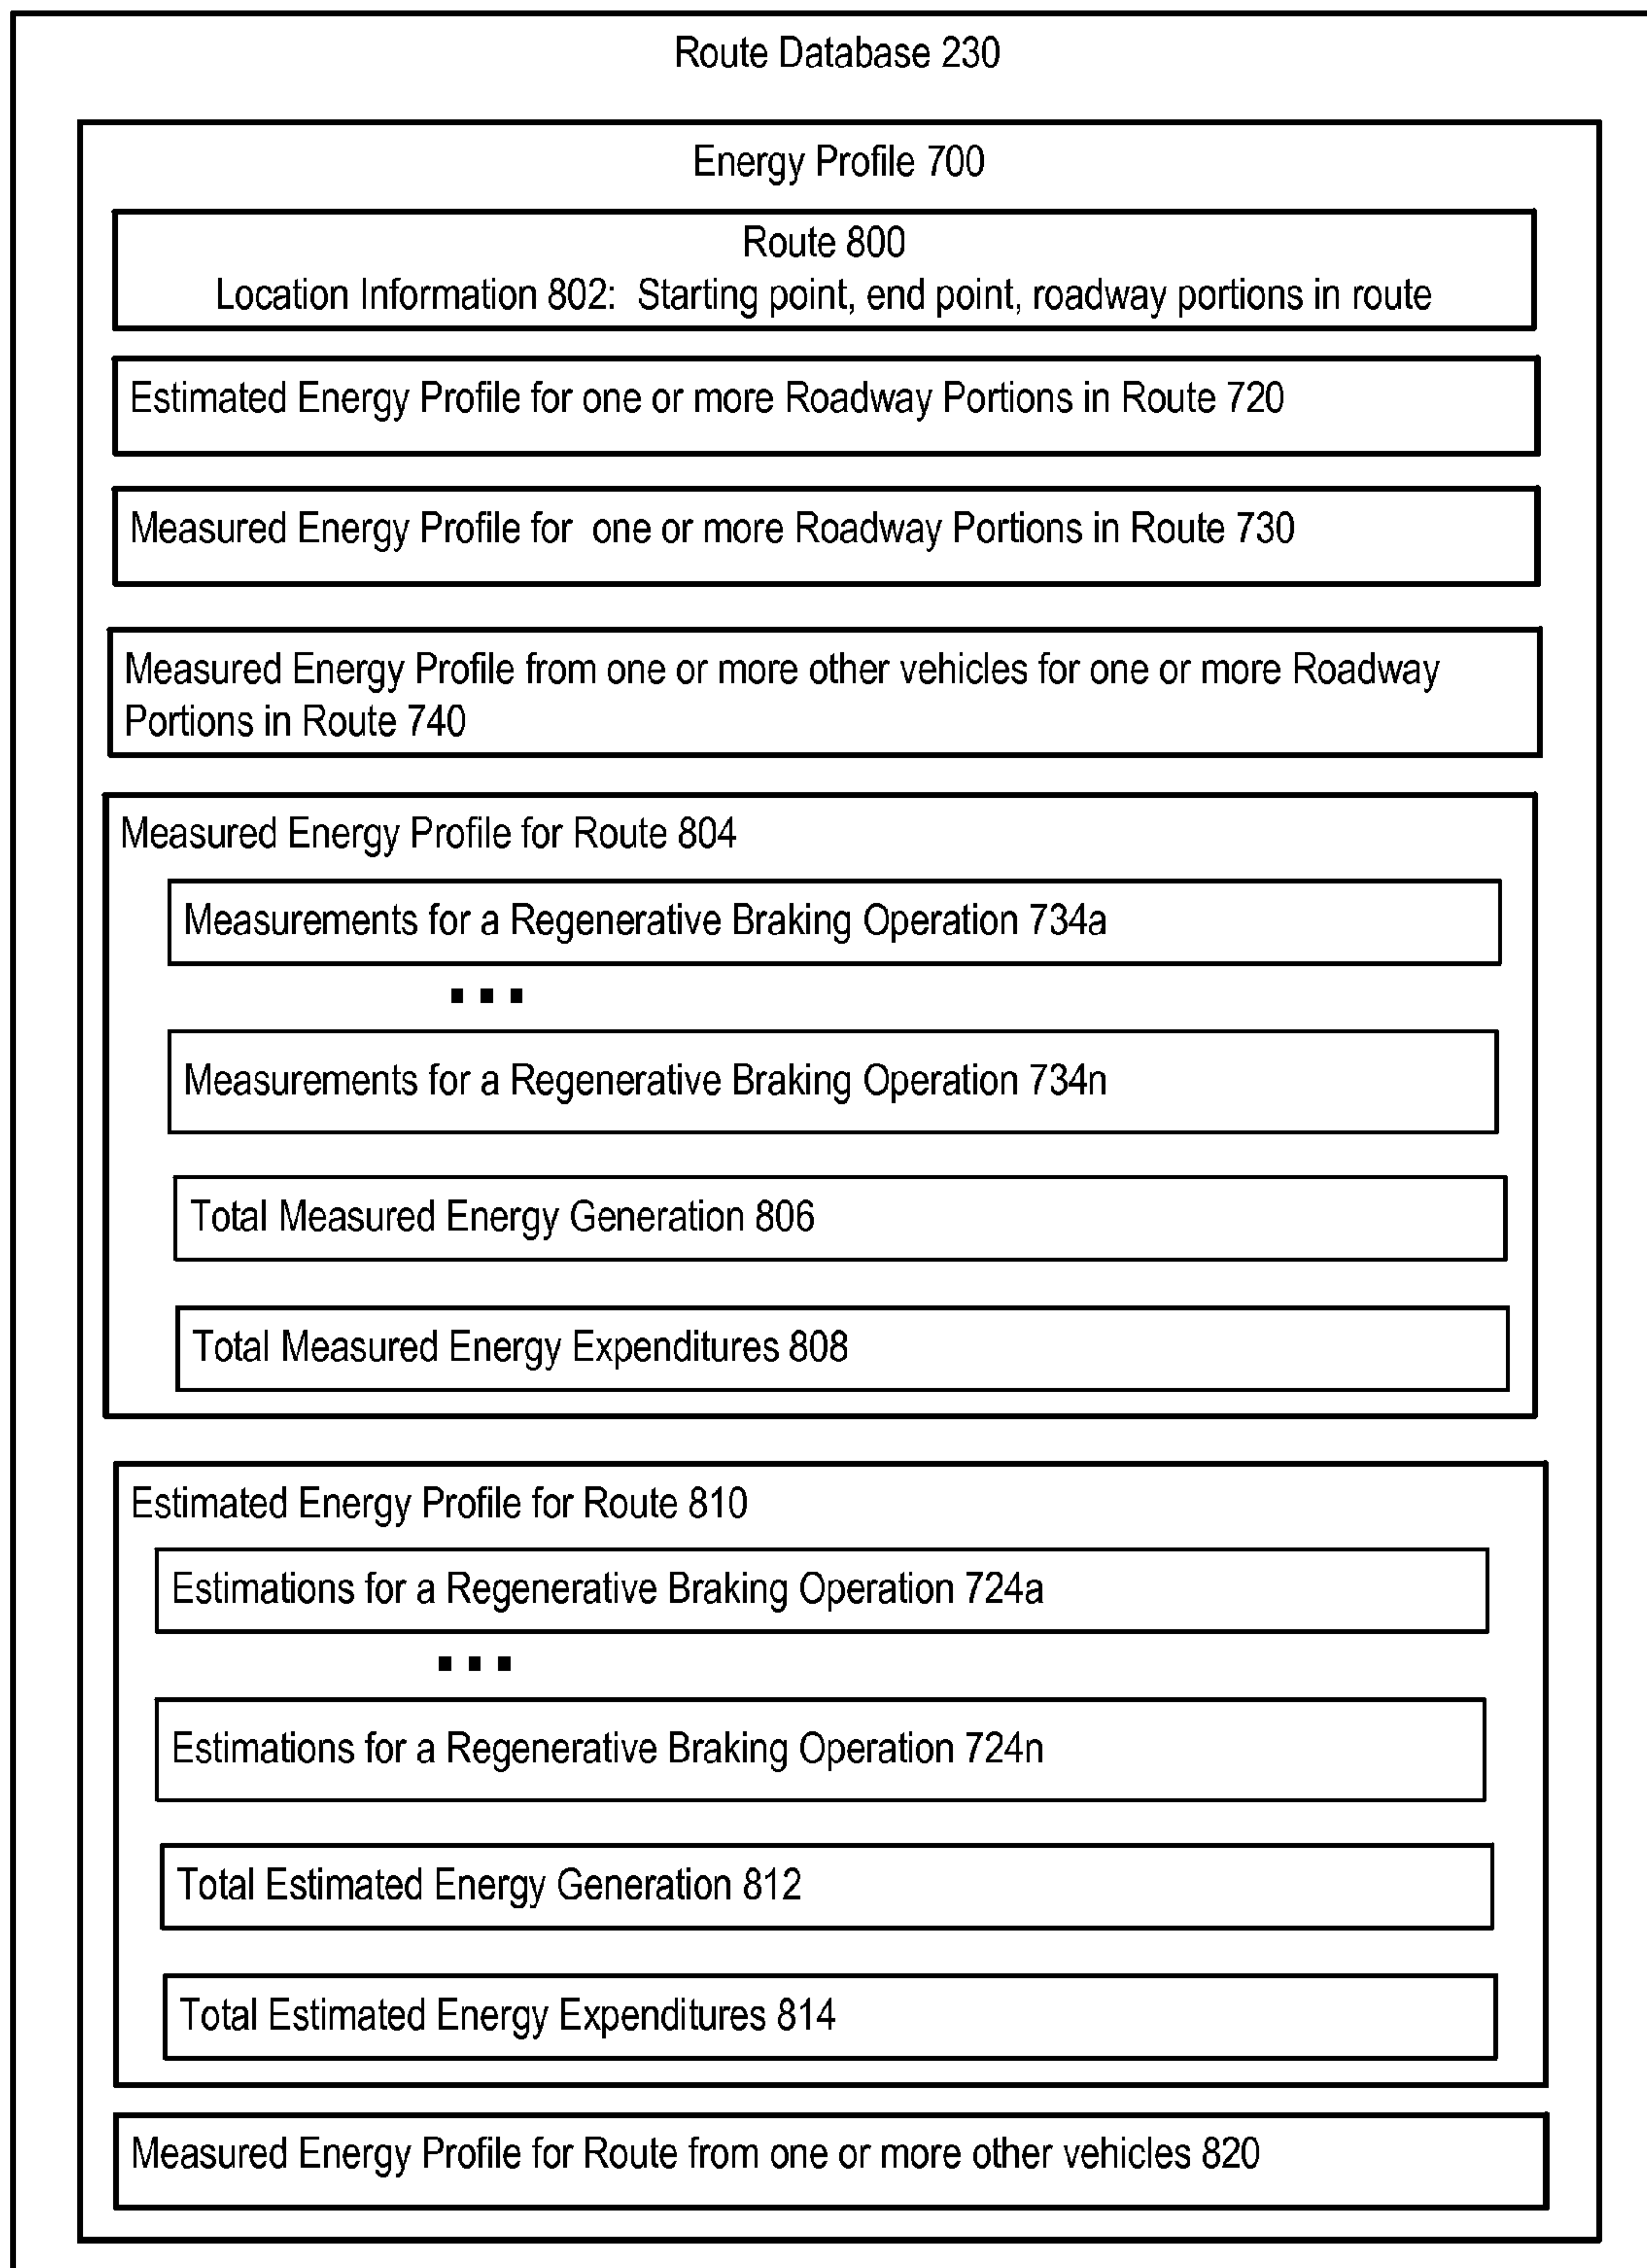 Route Database 230
Energy Profile 700
Route 800
Location Information 802: Starting point, end point, roadway portions in route
Estimated Energy Profile for one or more Roadway Portions in Route 720
Measured Energy Profile for one or more Roadway Portions in Route 730
Measured Energy Profile from one or more other vehicles for one or more Roadway
Portions in Route 740
Measured Energy Profile for Route 804
Measurements for a Regenerative Braking Operation 734a
...
Measurements for a Regenerative Braking Operation 734n
Total Measured Energy Generation 806
Total Measured Energy Expenditures 808
Estimated Energy Profile for Route 810
Estimations for a Regenerative Braking Operation 724a
...
Estimations for a Regenerative Braking Operation 724n
Total Estimated Energy Generation 812
Total Estimated Energy Expenditures 814
Measured Energy Profile for Route from one or more other vehicles 820